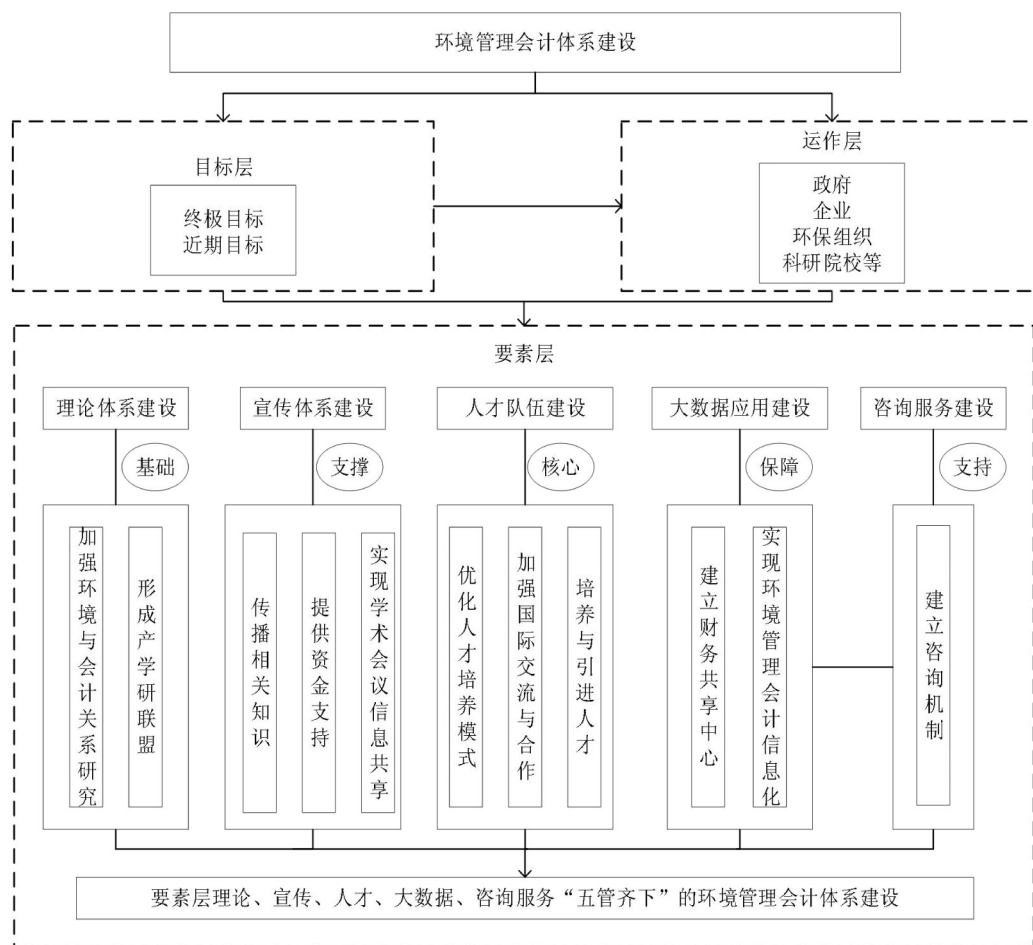 环境管理会计体系建设
目标层
终极目标
近期目标
运作层
政府
企业
环保组织
科研院校等
要素层
理论体系建设
宣传体系建设
人才队伍建设
大数据应用建设
咨询服务建设
基础
支撑
核心
保障
支持
加强环境与会计关系研究
形成产学研联盟
传播相关知识
提供资金支持
实现学术会议信息共享
优化人才培养模式
加强国际交流与合作
培养与引进人才
建立财务共享中心
实现环境管理会计信息化
建立咨询机制
要素层理论、宣传、人才、大数据、咨询服务“五管齐下”的环境管理会计体系建设